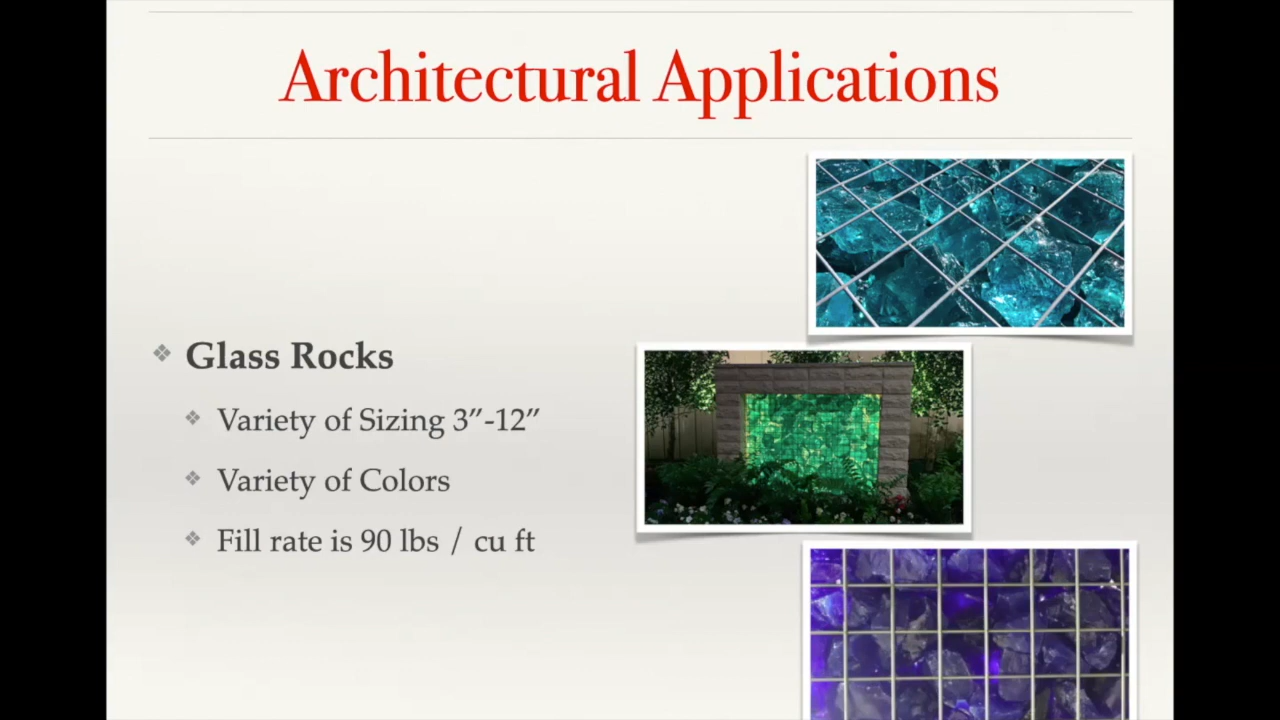 Architectural Applications
Glass Rocks
Variety of Sizing 3”-12”
Variety of Colors
Fill rate is 90 lbs / cu ft